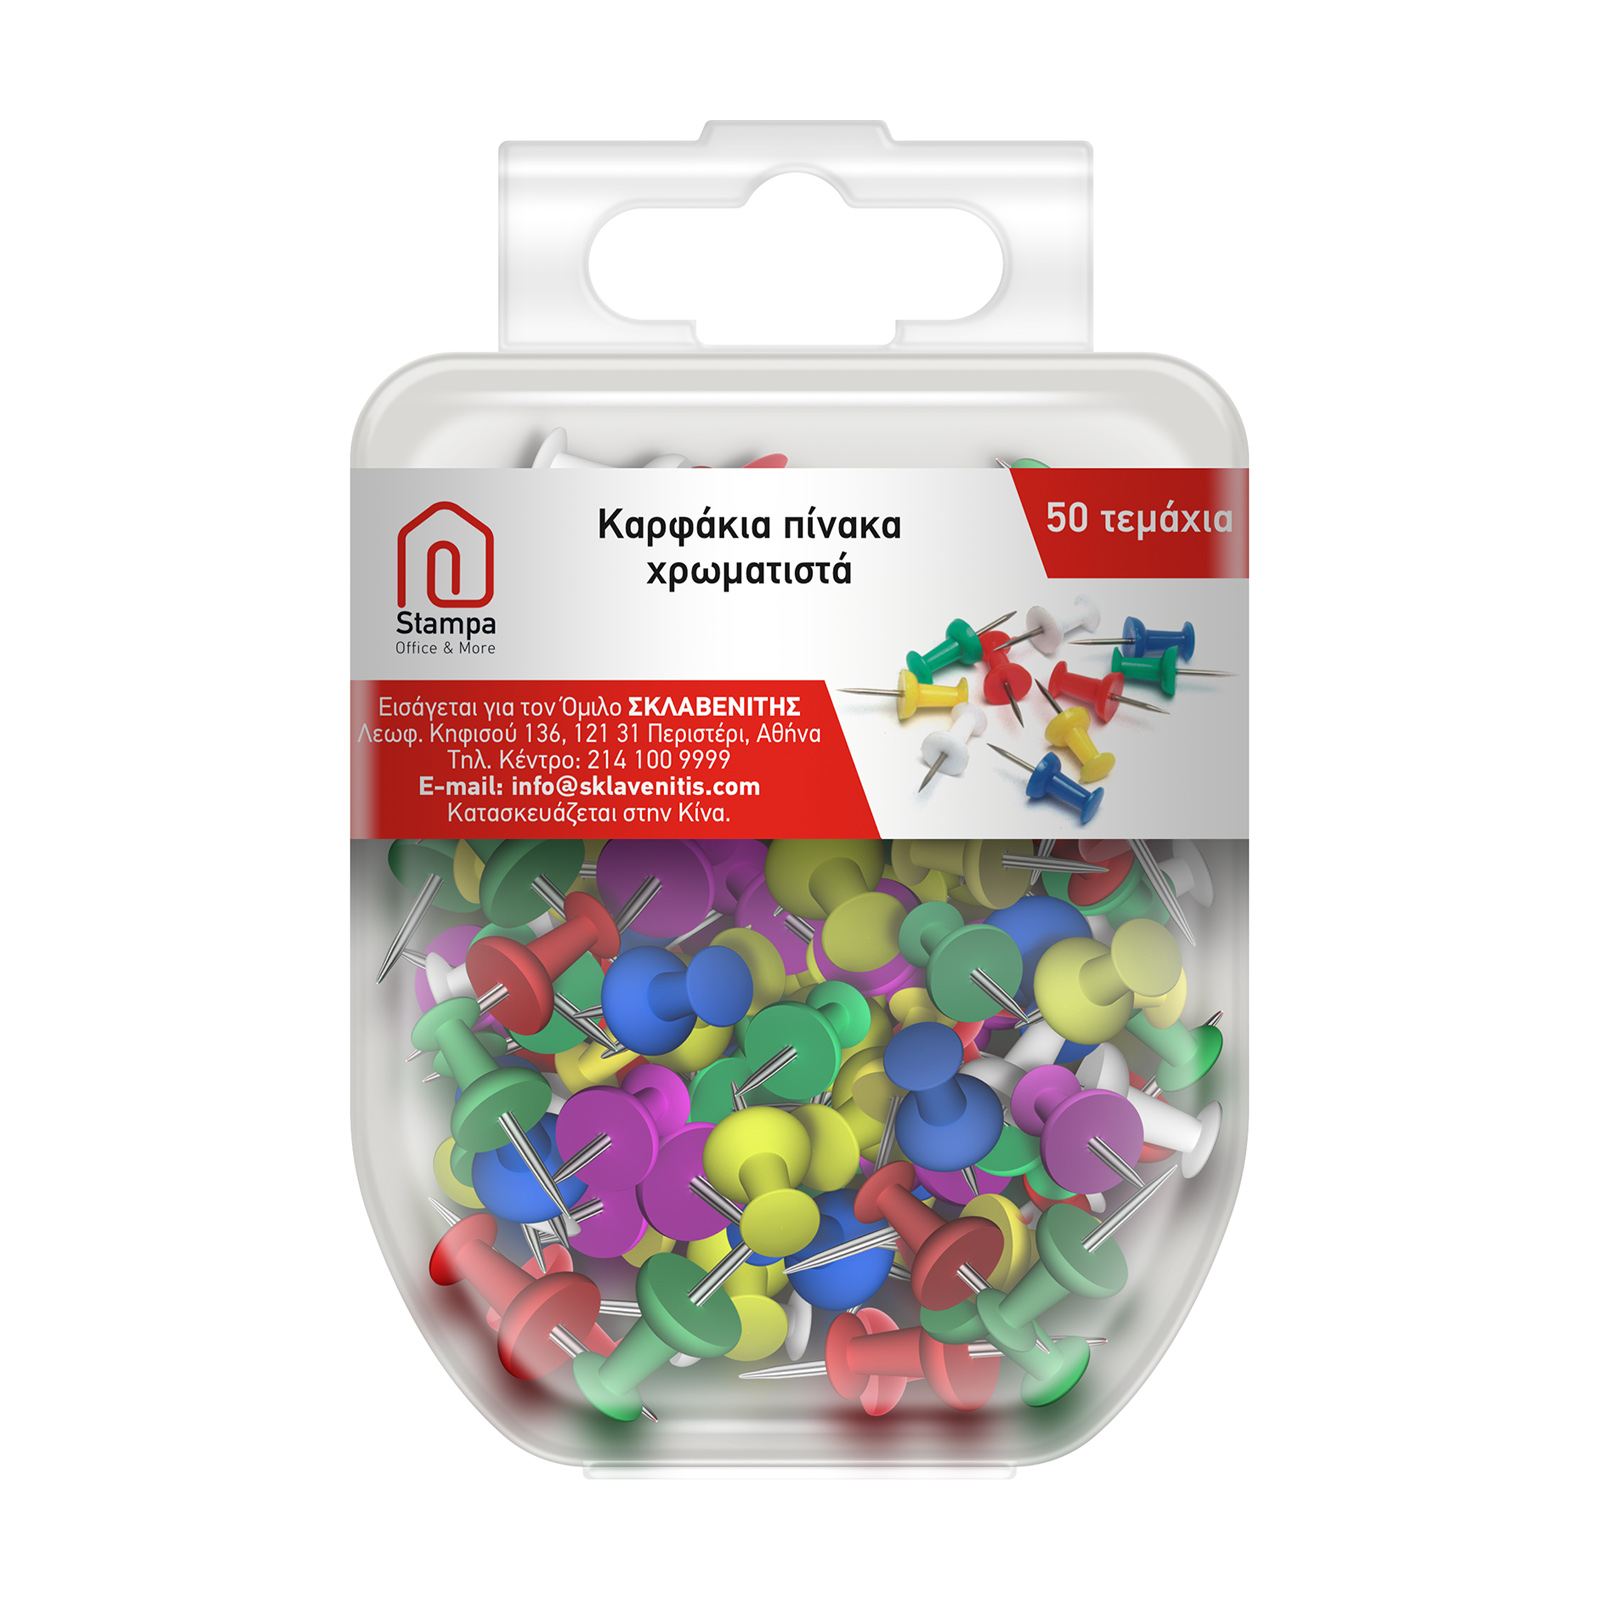 Καρφάκια πίνακα
χρωματιστά
50 τεμάχια
Stampa
Office & More
Εισάγεται για τον Όμιλο ΣΚΛΑΒΕΝΙΤΗΣ
Λεωφ. Κηφισού 136, 121 31 Περιστέρι, Αθήνα
Τηλ. Κέντρο: 214 100 9999
E-mail: info@sklavenitis.com
Κατασκευάζεται στην Κίνα.